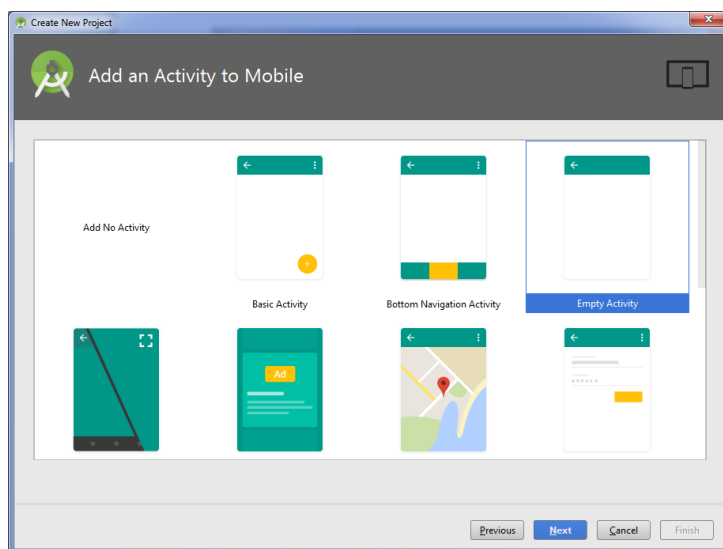 Create New Project
Add an Activity to Mobile
Add No Activity
Basic Activity
Bottom Navigation Activity
Empty Activity
Ad
Previous
Next
Cancel
Finish